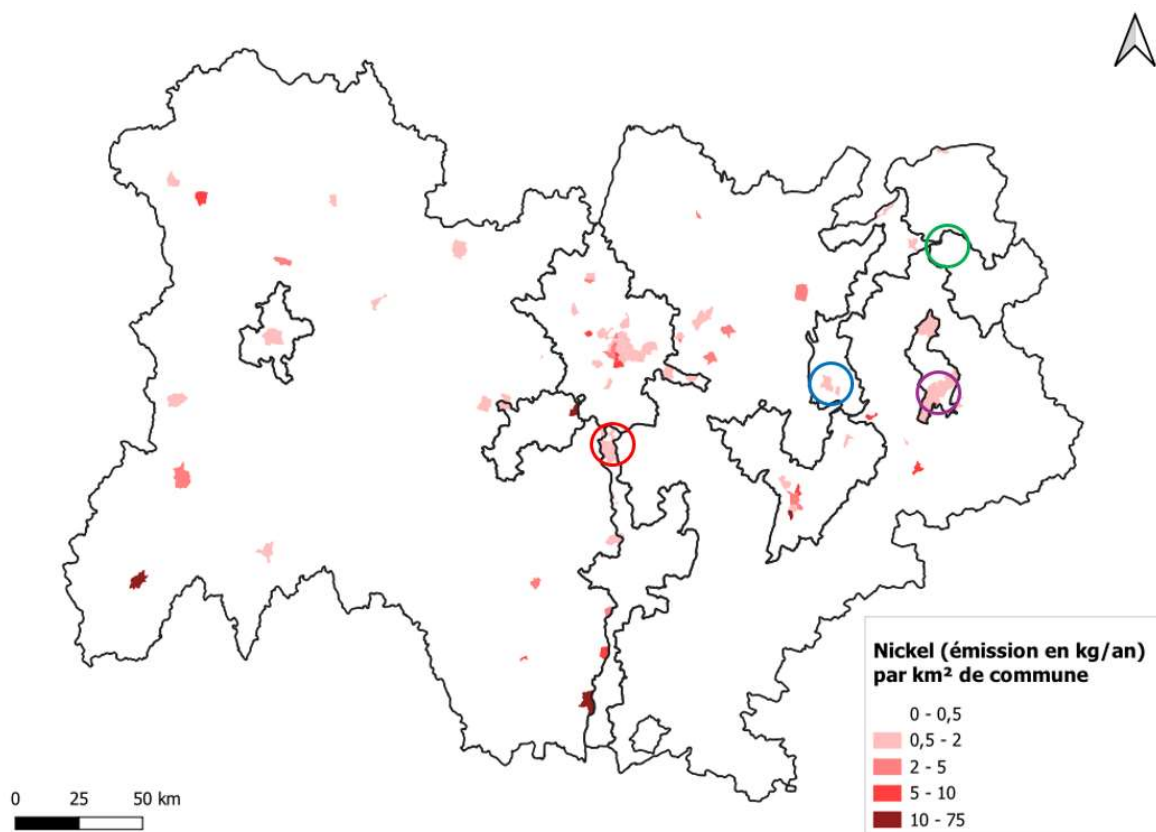 Nickel (émission en kg/an)
par km² de commune
0 - 0,5
0,5 - 2
2 - 5
5 - 10
10 - 75
0 25 50 km